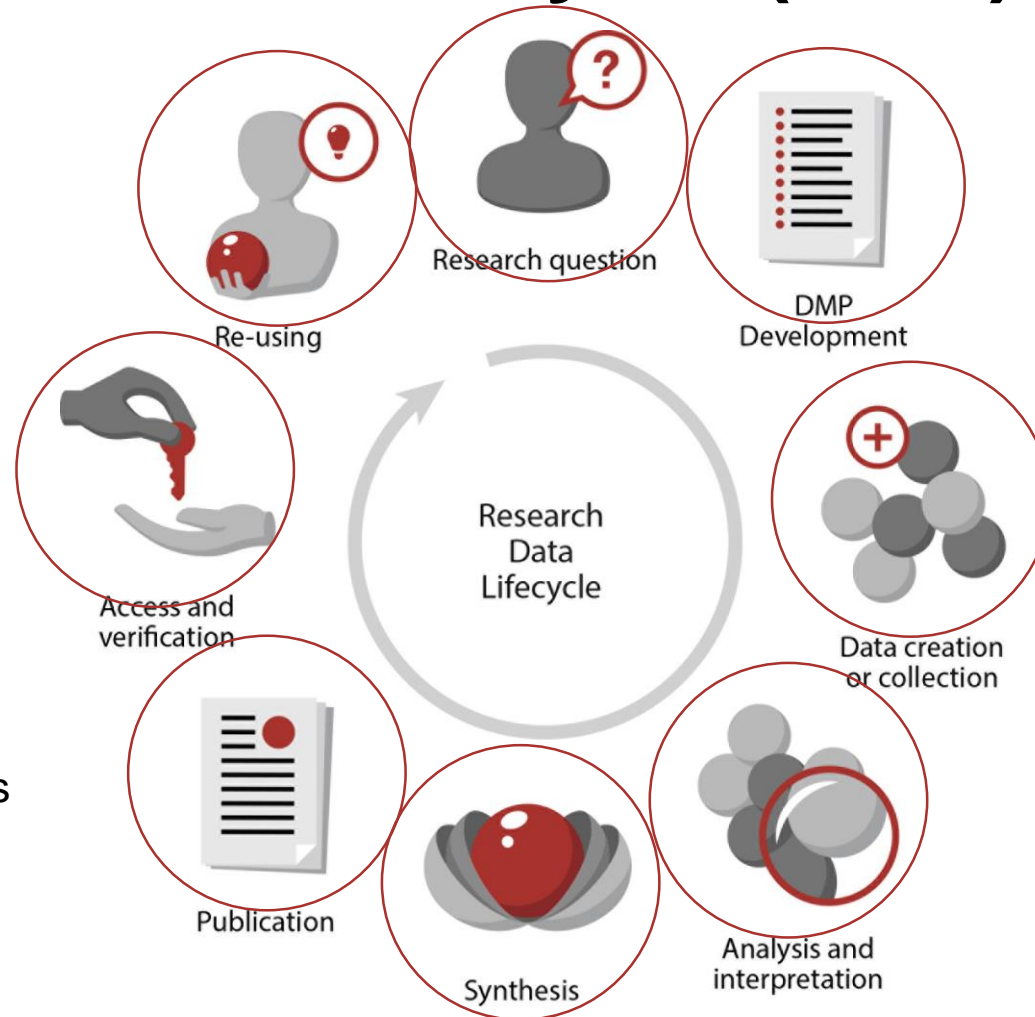 ?
Research question
DMP
Development
Data creation
or collection
Analysis and
interpretation
Synthesis
Publication
Access and
verification
Re-using
Research
Data
Lifecycle
s